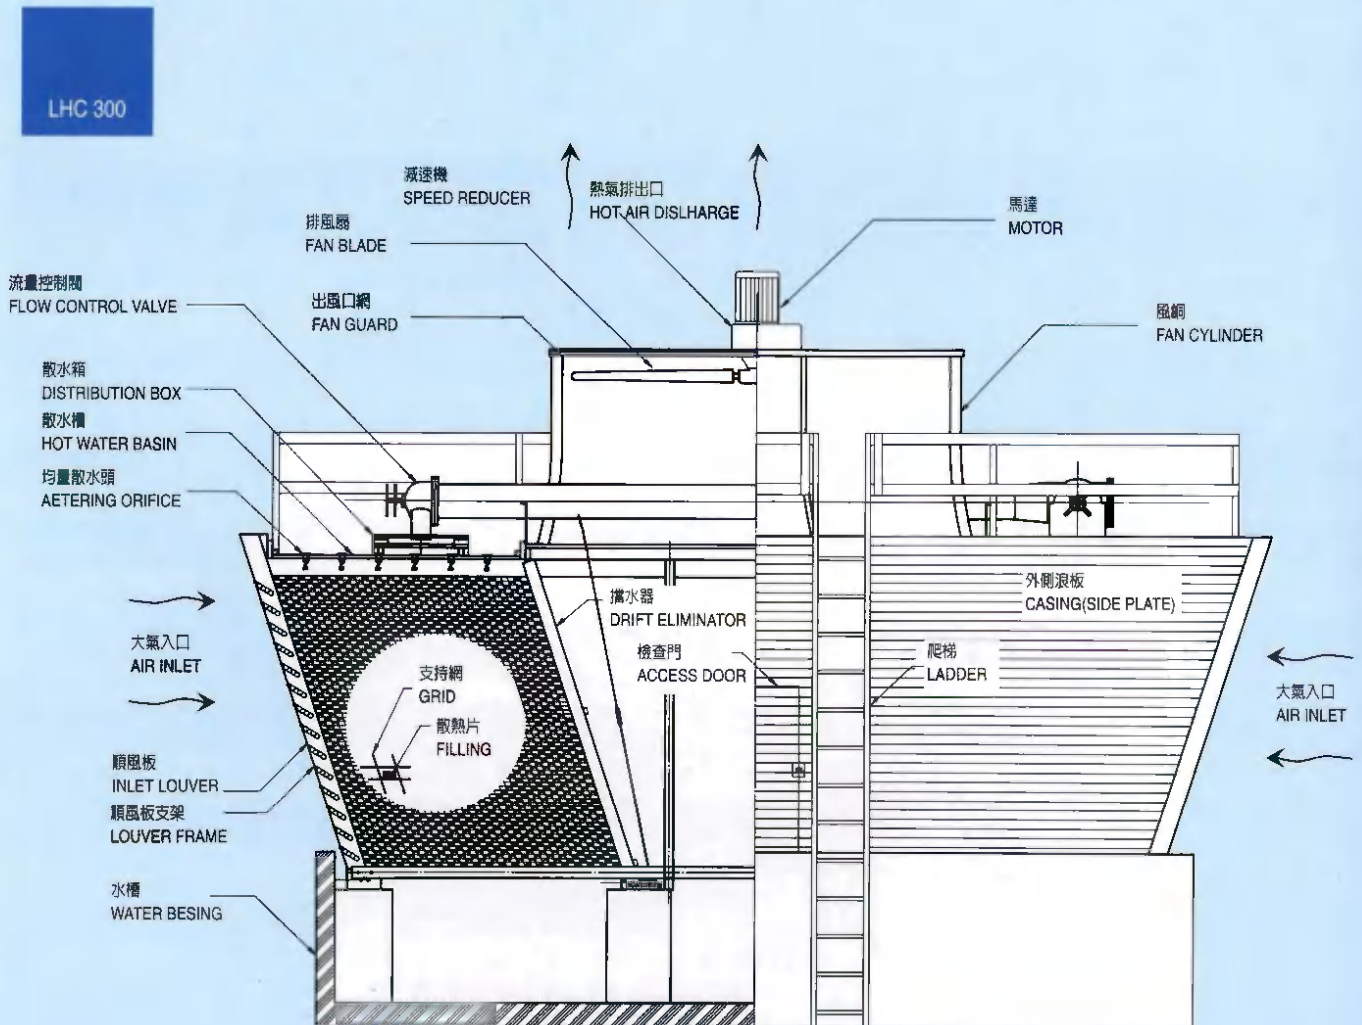 LHC 300
減速機
SPEED REDUCER
熱氣排出口
HOT AIR DISLHARGE
馬達
MOTOR
排風扇
FAN BLADE
流量控制閥
FLOW CONTROL VALVE
出風口網
FAN GUARD
風銅
FAN CYLINDER
散水箱
DISTRIBUTION BOX
散水槽
HOT WATER BASIN
均量散水頭
AETERING ORIFICE
外側浪板
CASING(SIDE PLATE)
擋水器
DRIFT ELIMINATOR
大氣入口
AIR INLET
檢查門
ACCESS DOOR
爬梯
LADDER
支持網
GRID
大氣入口
AIR INLET
散熱片
FILLING
順風板
INLET LOUVER
順風板支架
LOUVER FRAME
水槽
WATER BESING